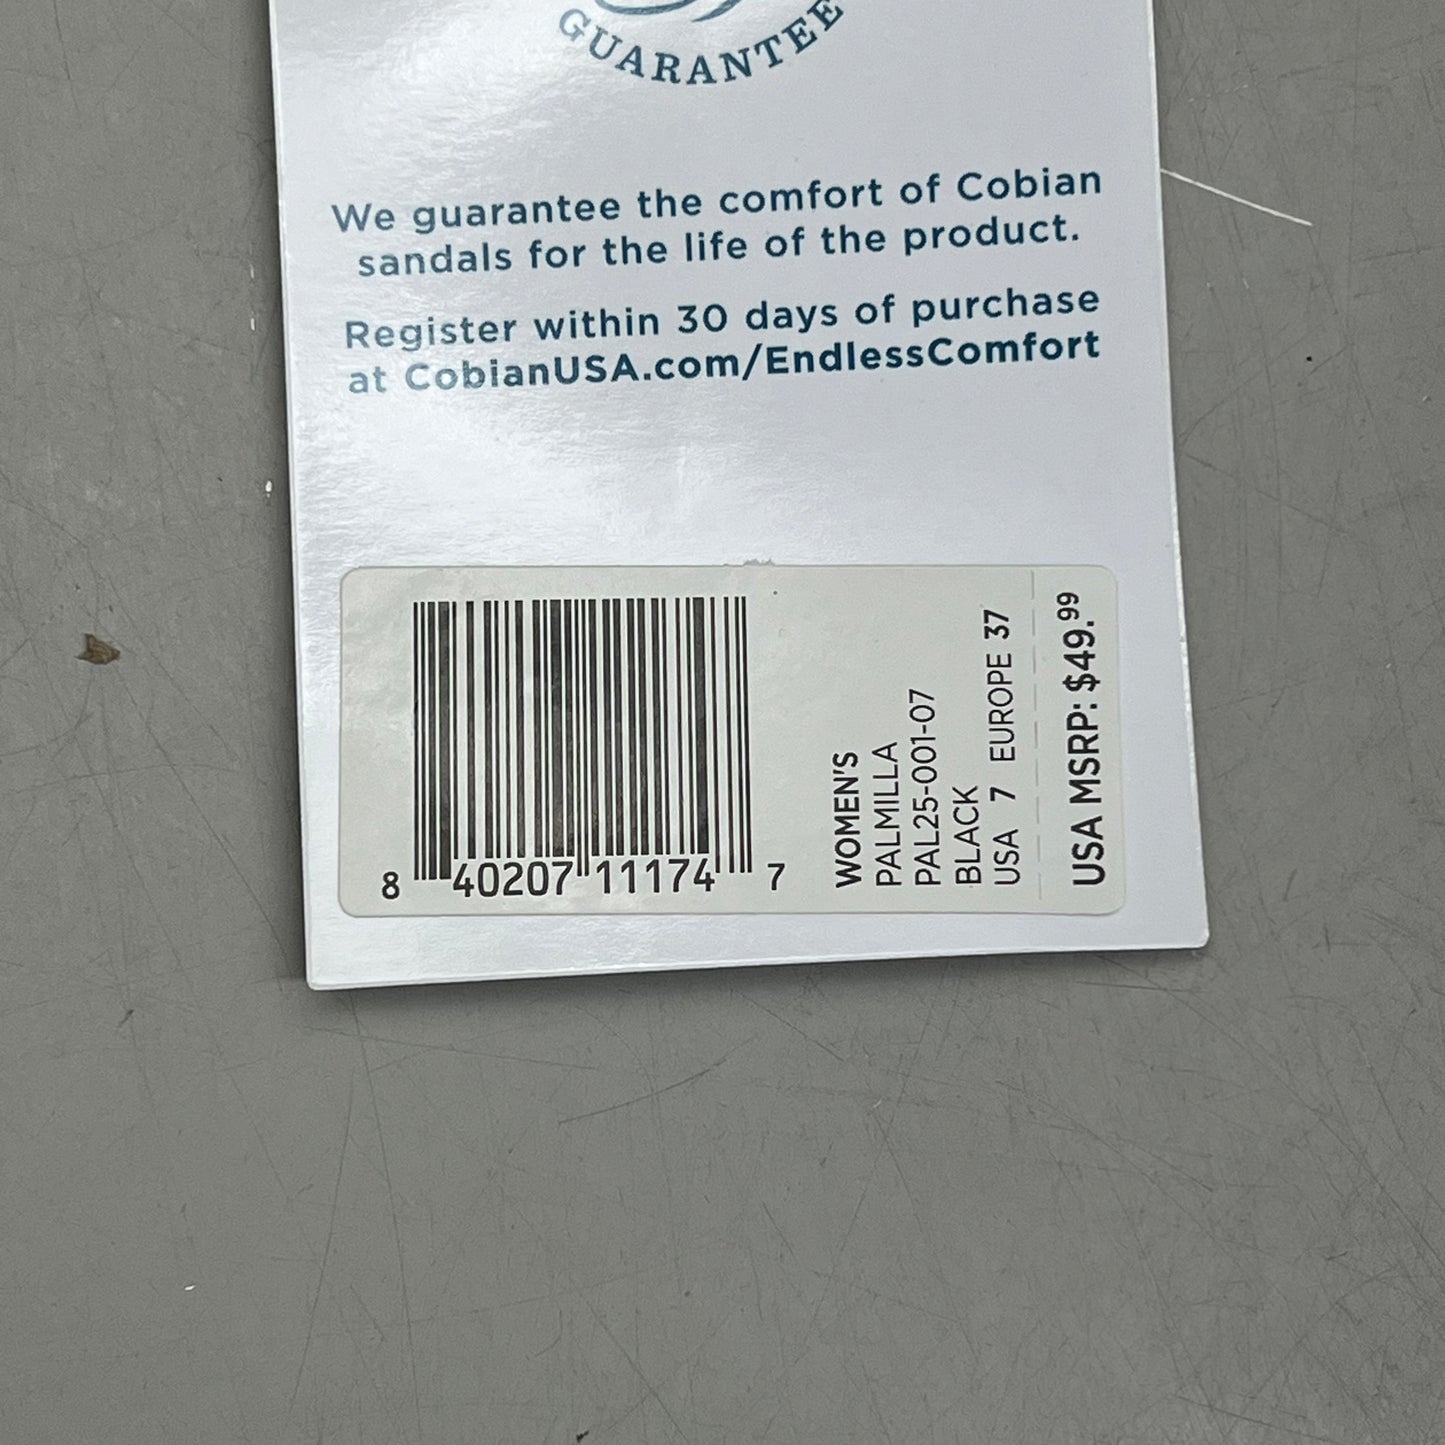 GUARANTEE
We guarantee the comfort of Cobian
sandals for the life of the product.
Register within 30 days of purchase
at CobianUSA.com/EndlessComfort
8 40207 11174 7
WOMEN'S
PALMILLA
PAL25-001-07
BLACK
USA 7 EUROPE 37
USA MSRP: $49.99